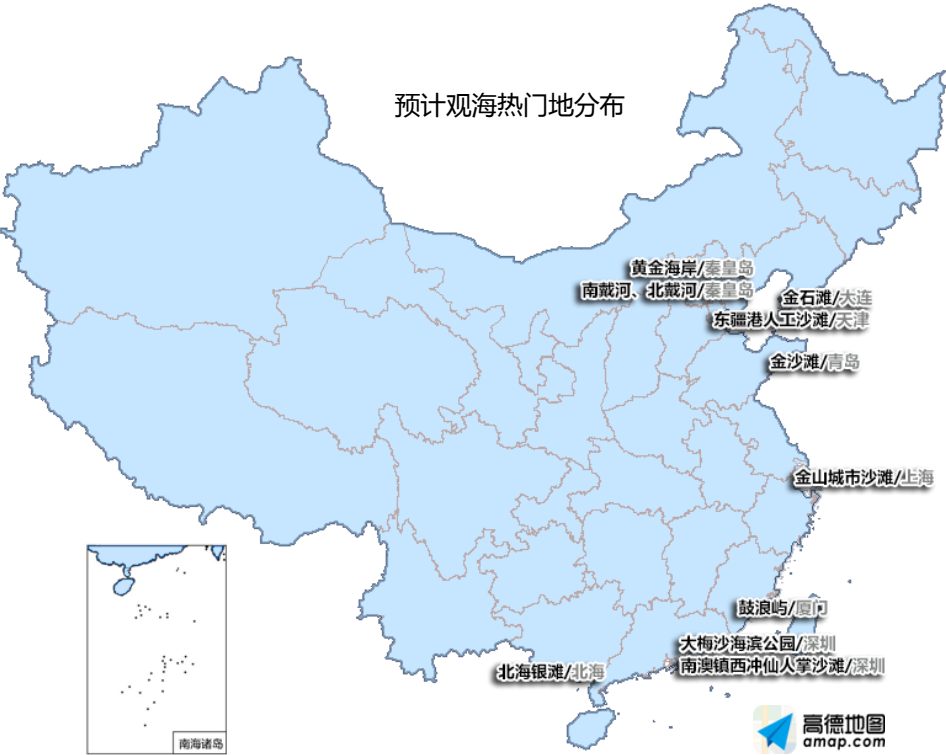 预计观海热门地分布
黄金海岸/秦皇岛
南戴河、北戴河/秦皇岛
金石滩/大连
东疆港人工沙滩/天津
金沙滩/青岛
金山城市沙滩/上海
鼓浪屿/厦门
大梅沙海滨公园/深圳
南澳镇西冲仙人掌沙滩/深圳
北海银滩/北海
南海诸岛
高德地图
amap.com